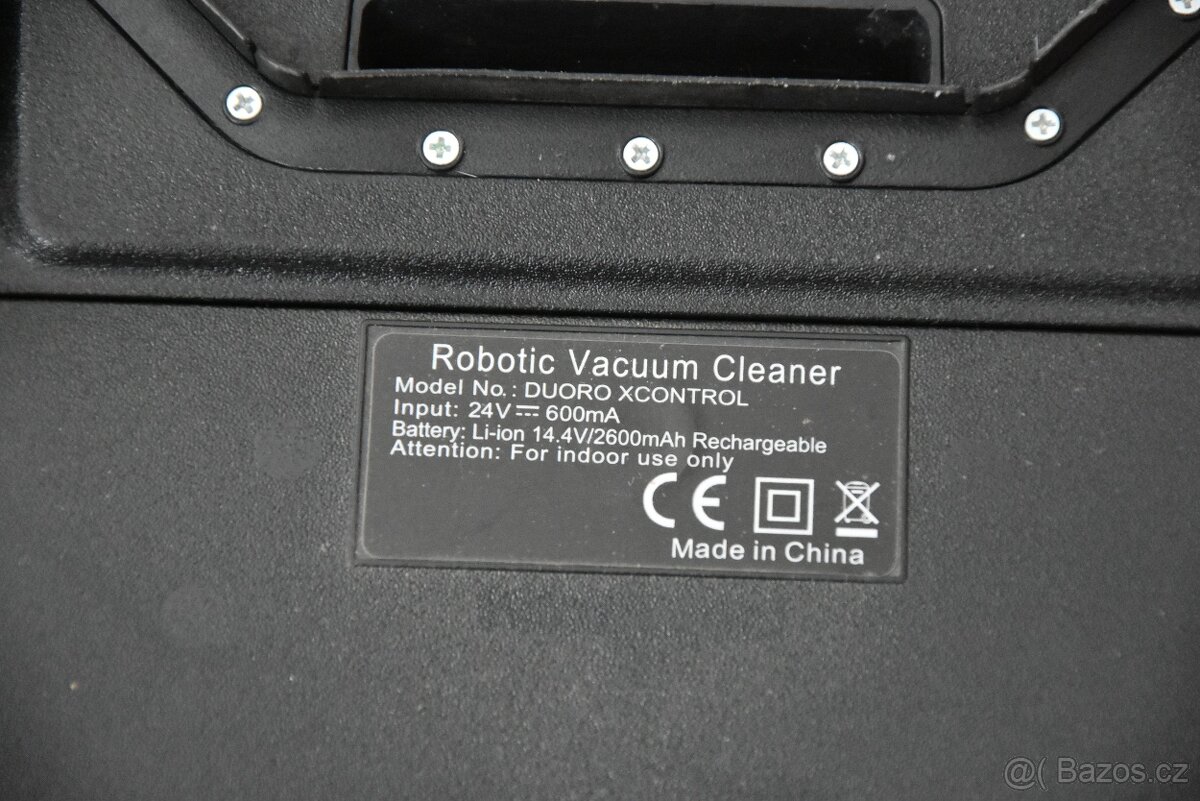 Robotic Vacuum Cleaner
Model No.: DUORO XCONTROL
Input: 24V⎓600mA
Battery: Li-ion 14.4V/2600mAh Rechargeable
Attention: For indoor use only
CE
Made in China
@( Bazos.cz